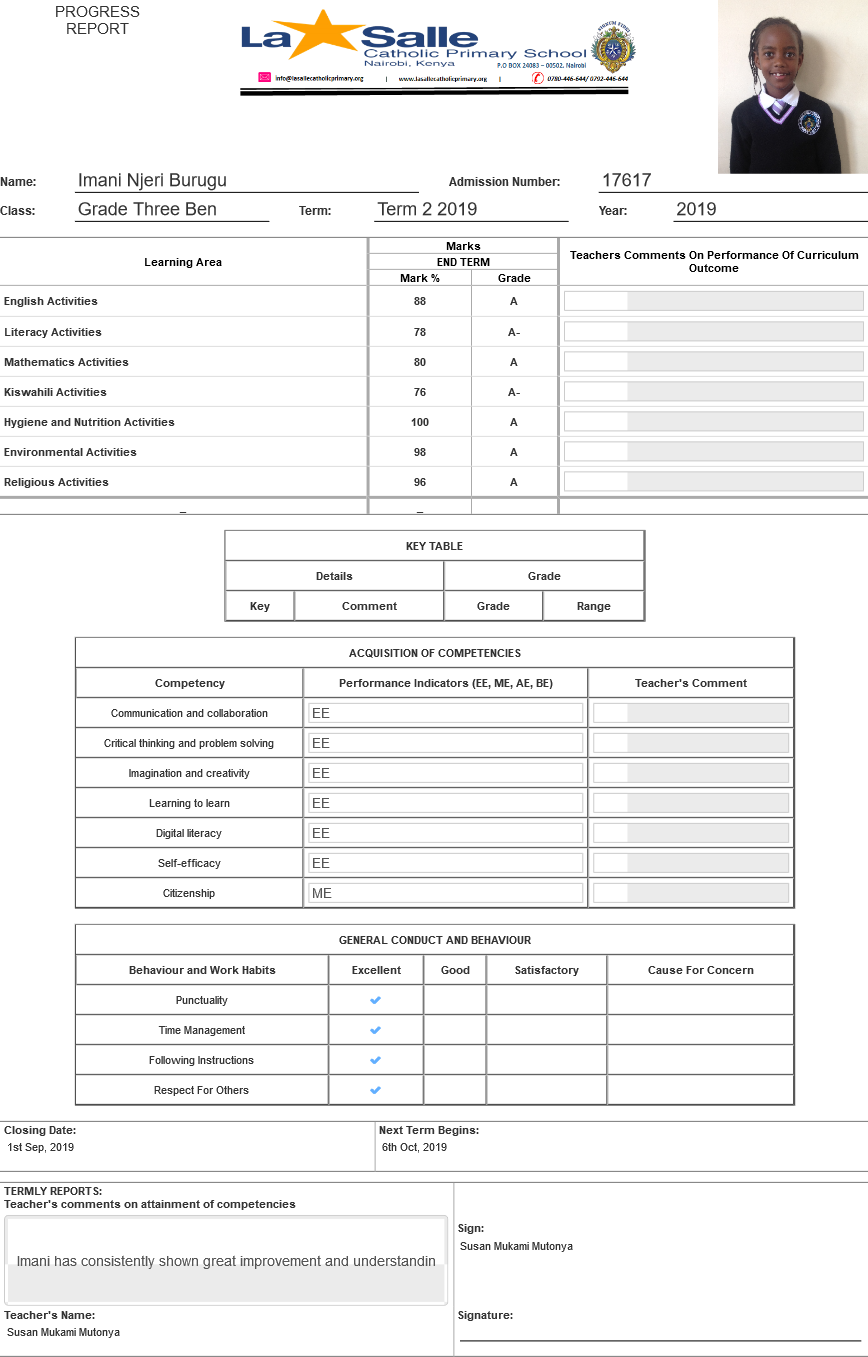 PROGRESS
REPORT
La Salle
Catholic Primary School
Nairobi, Kenya
P.O BOX 24083 – 00502, Nairobi
info@lasallecatholicprimary.org | www.lasallecatholicprimary.org | 0780-446-644/ 0792-446-644
Name: Imani Njeri Burugu Admission Number: 17617
Class: Grade Three Ben Term: Term 2 2019 Year: 2019
Learning Area Marks Teachers Comments On Performance Of Curriculum Outcome
END TERM
Mark % Grade
English Activities 88 A
Literacy Activities 78 A-
Mathematics Activities 80 A
Kiswahili Activities 76 A-
Hygiene and Nutrition Activities 100 A
Environmental Activities 98 A
Religious Activities 96 A
_ _
KEY TABLE
Details Grade
Key Comment Grade Range
ACQUISITION OF COMPETENCIES
Competency Performance Indicators (EE, ME, AE, BE) Teacher's Comment
Communication and collaboration EE
Critical thinking and problem solving EE
Imagination and creativity EE
Learning to learn EE
Digital literacy EE
Self-efficacy EE
Citizenship ME
GENERAL CONDUCT AND BEHAVIOUR
Behaviour and Work Habits Excellent Good Satisfactory Cause For Concern
Punctuality
Time Management
Following Instructions
Respect For Others
Closing Date: Next Term Begins:
1st Sep, 2019 6th Oct, 2019
TERMLY REPORTS:
Teacher's comments on attainment of competencies
Imani has consistently shown great improvement and understandin
Sign:
Susan Mukami Mutonya
Teacher's Name: Signature:
Susan Mukami Mutonya